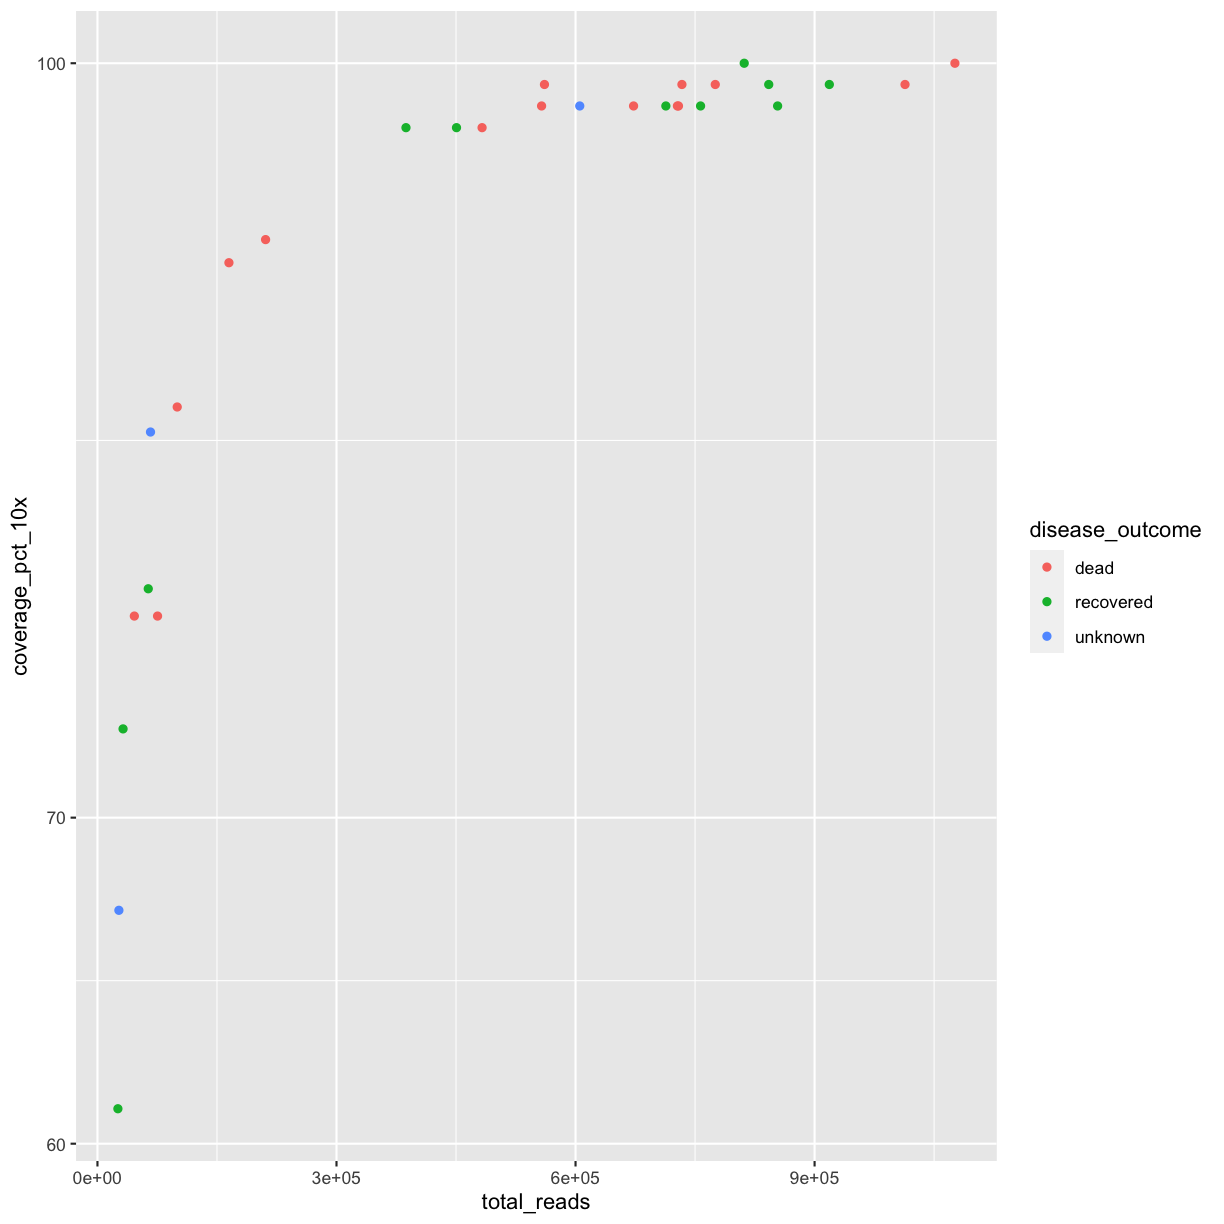 100
70
60
coverage_pct_10x
0e+00 3e+05 6e+05 9e+05
total_reads
disease_outcome
dead
recovered
unknown